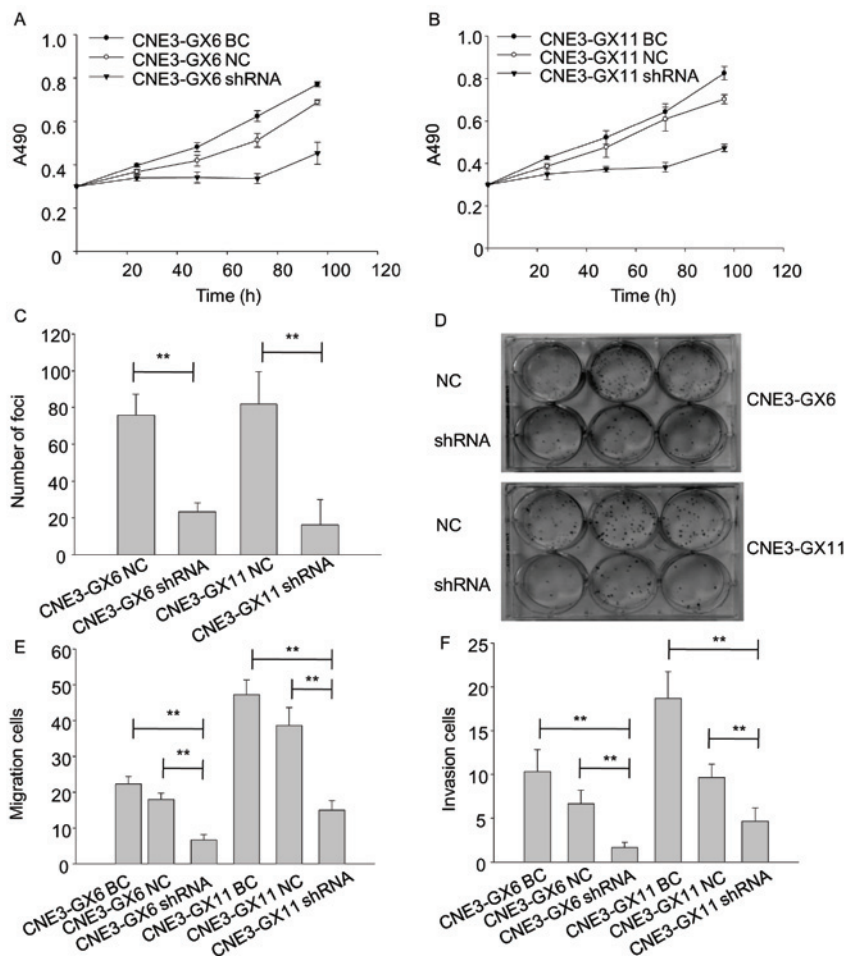 A
CNE3-GX6 BC
CNE3-GX6 NC
CNE3-GX6 shRNA
1.0
0.8
0.6
0.4
0.2
0
A490
20 40 60 80 100 120
Time (h)
B
CNE3-GX11 BC
CNE3-GX11 NC
CNE3-GX11 shRNA
1.0
0.8
0.6
0.4
0.2
0
A490
20 40 60 80 100 120
Time (h)
C
120
100
80
60
40
20
00
Number of foci
** **
CNE3-GX6 NC
CNE3-GX6 shRNA
CNE3-GX11 NC
CNE3-GX11 shRNA
D
NC
shRNA
CNE3-GX6
NC
shRNA
CNE3-GX11
E
60
50
40
30
20
10
0
Migration cells
**
**
**
**
CNE3-GX6 BC
CNE3-GX6 NC
CNE3-GX6 shRNA
CNE3-GX11 BC
CNE3-GX11 NC
CNE3-GX11 shRNA
F
25
20
15
10
5
0
Invasion cells
**
**
**
**
CNE3-GX6 BC
CNE3-GX6 NC
CNE3-GX6 shRNA
CNE3-GX11 BC
CNE3-GX11 NC
CNE3-GX11 shRNA